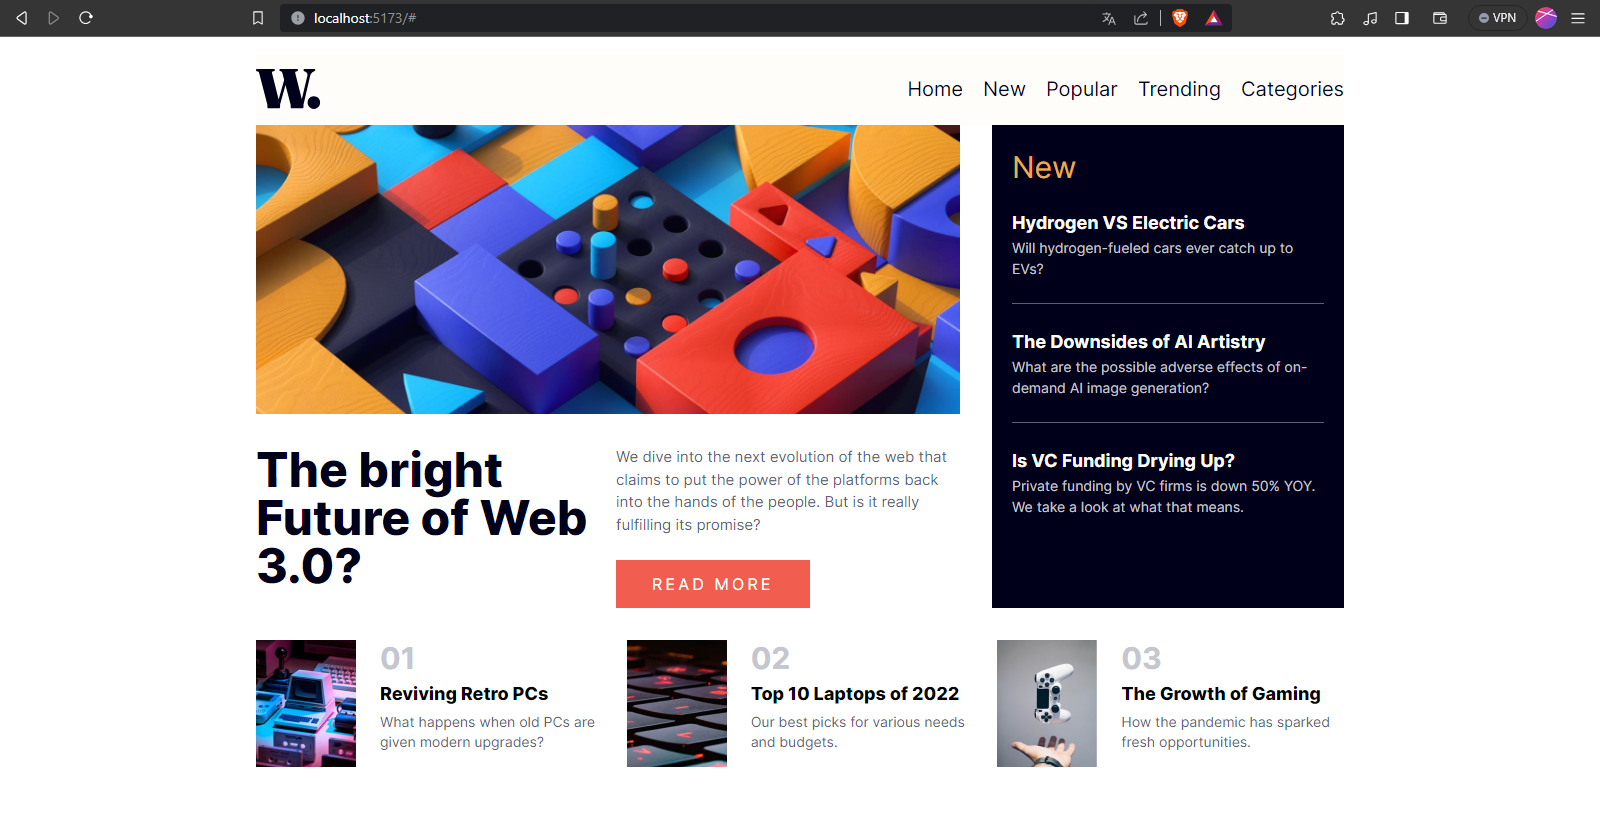 localhost:5173/#
VPN
W.
Home New Popular Trending Categories
New
Hydrogen VS Electric Cars
Will hydrogen-fueled cars ever catch up to
EVs?
The Downsides of AI Artistry
What are the possible adverse effects of on-
demand AI image generation?
Is VC Funding Drying Up?
Private funding by VC firms is down 50% YOY.
We take a look at what that means.
The bright
Future of Web
3.0?
We dive into the next evolution of the web that
claims to put the power of the platforms back
into the hands of the people. But is it really
fulfilling its promise?
READ MORE
01
Reviving Retro PCs
What happens when old PCs are
given modern upgrades?
02
Top 10 Laptops of 2022
Our best picks for various needs
and budgets.
03
The Growth of Gaming
How the pandemic has sparked
fresh opportunities.